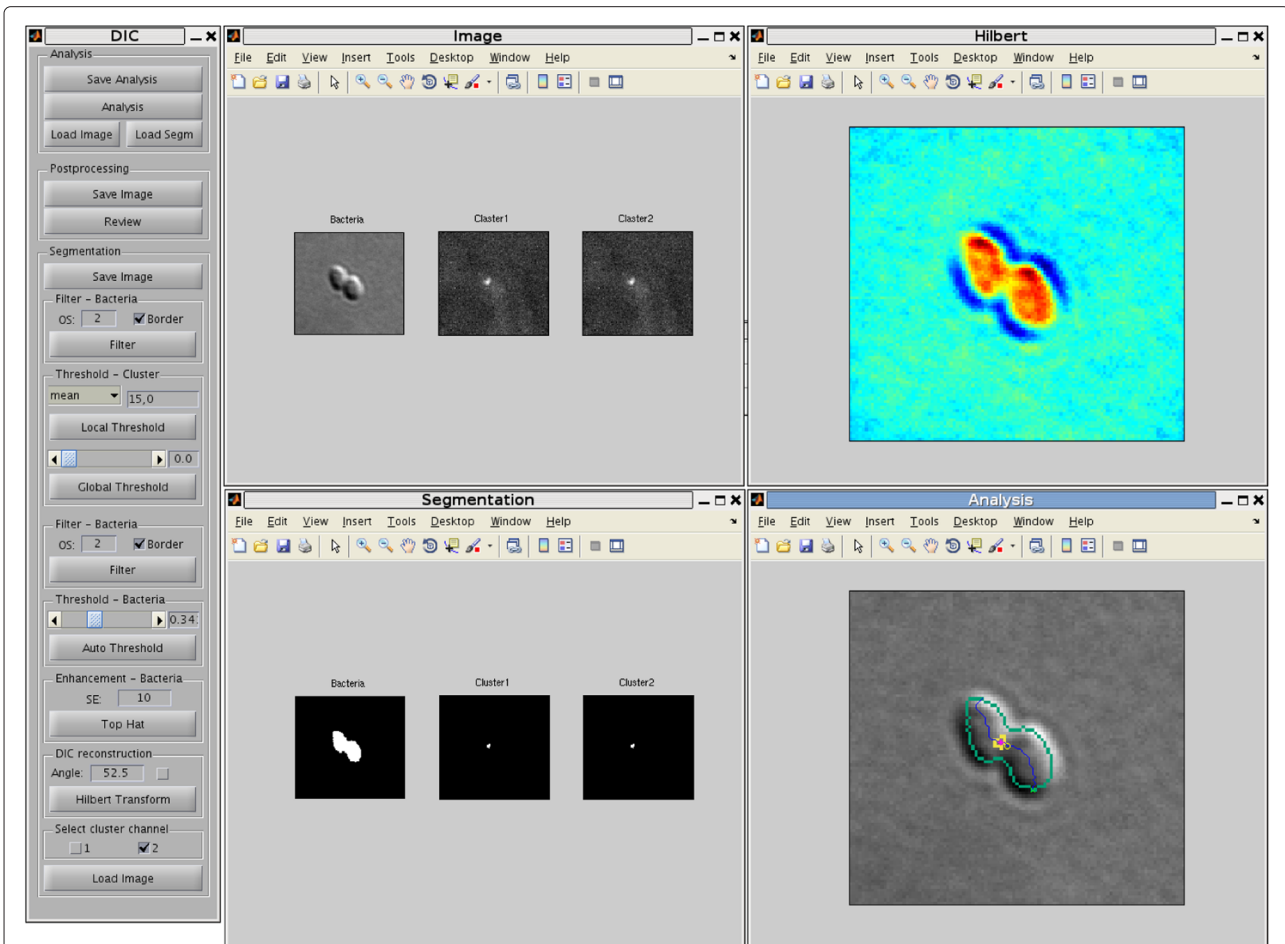 DIC
Analysis
Save Analysis
Analysis
Load Image Load Segm
Postprocessing
Save Image
Review
Segmentation
Save Image
Filter - Bacteria
OS: 2 Border
Filter
Threshold - Cluster
mean 15,0
Local Threshold
0.0
Global Threshold
Filter - Bacteria
OS: 2 Border
Filter
Threshold - Bacteria
0.34
Auto Threshold
Enhancement - Bacteria
SE: 10
Top Hat
DIC reconstruction
Angle: 52.5
Hilbert Transform
Select cluster channel
1 2
Load Image
Image
File Edit View Insert Tools Desktop Window Help
Bacteria Claster1 Claster2
Hilbert
File Edit View Insert Tools Desktop Window Help
Segmentation
File Edit View Insert Tools Desktop Window Help
Bacteria Cluster1 Cluster2
Analysis
File Edit View Insert Tools Desktop Window Help